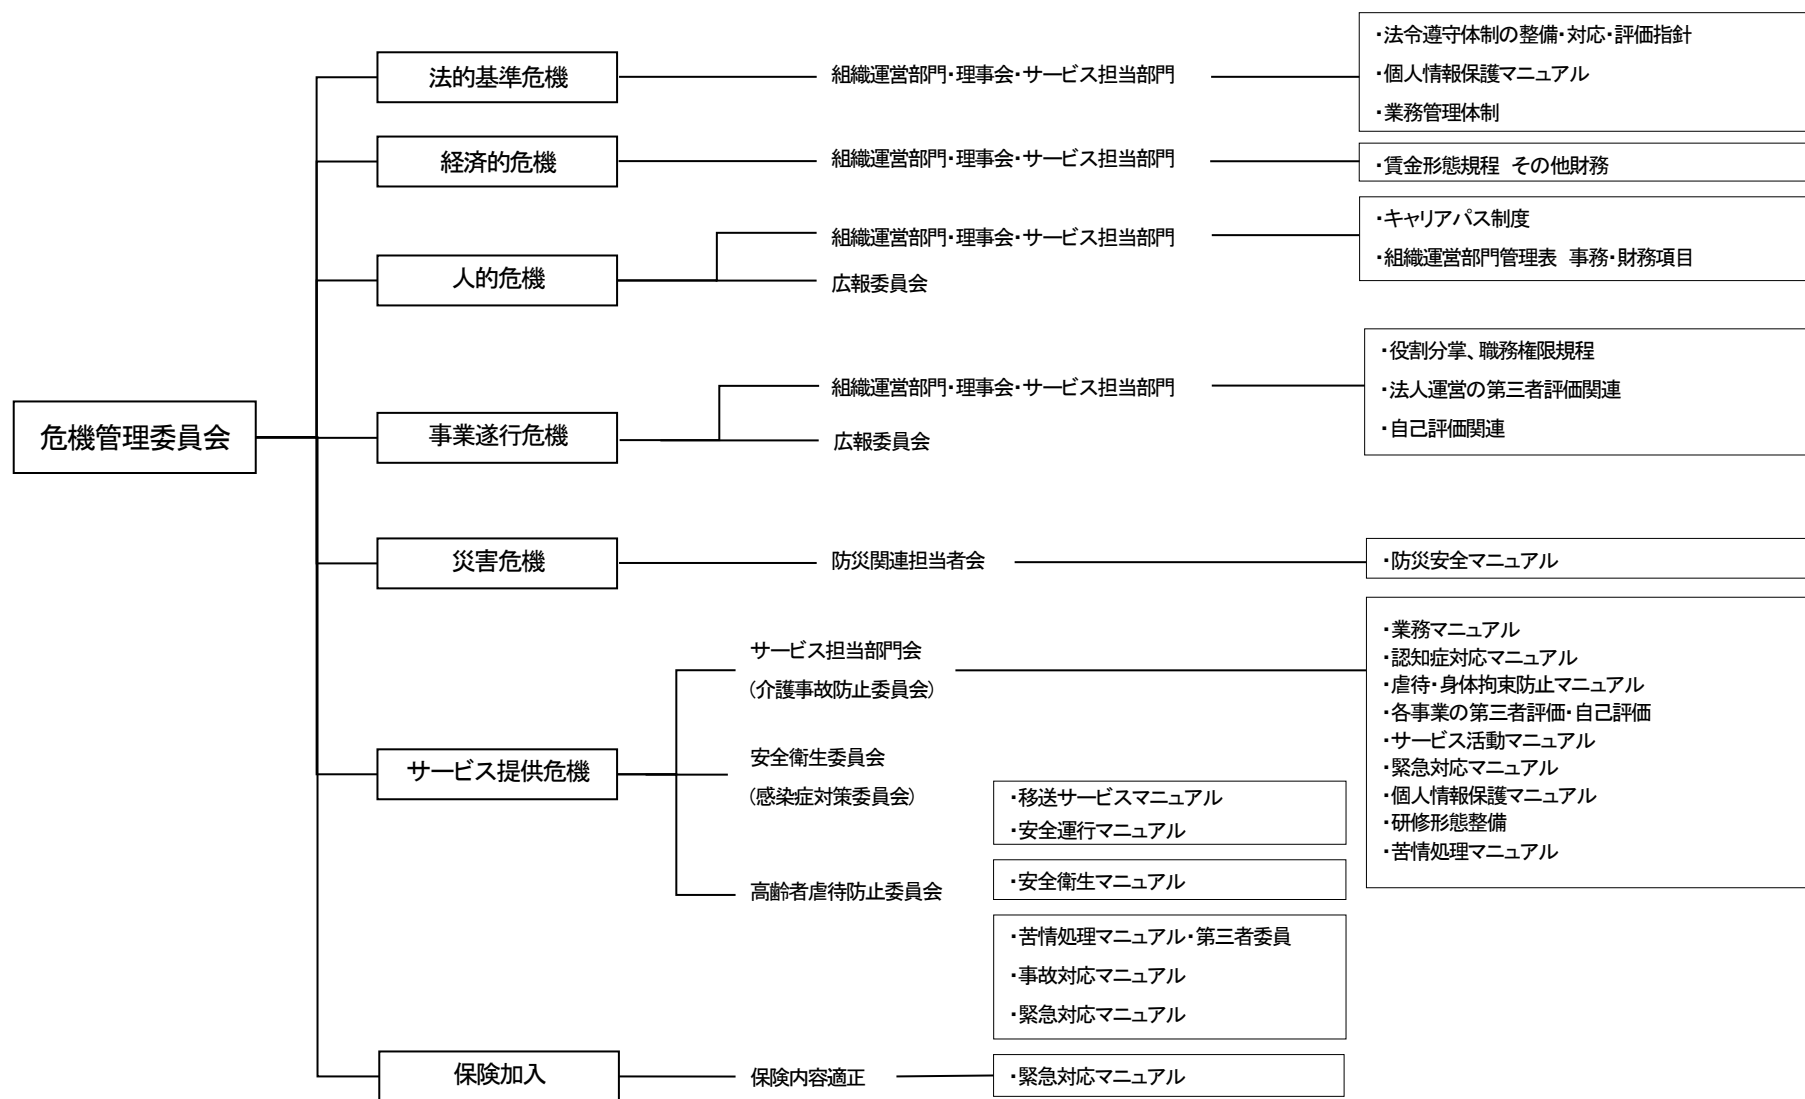 危機管理委員会
法的基準危機
組織運営部門・理事会・サービス担当部門
・法令遵守体制の整備・対応・評価指針
・個人情報保護マニュアル
・業務管理体制
経済的危機
組織運営部門・理事会・サービス担当部門
・賃金形態規程 その他財務
人的危機
組織運営部門・理事会・サービス担当部門
広報委員会
・キャリアパス制度
・組織運営部門管理表 事務・財務項目
事業遂行危機
組織運営部門・理事会・サービス担当部門
広報委員会
・役割分掌、職務権限規程
・法人運営の第三者評価関連
・自己評価関連
災害危機
防災関連担当者会
・防災安全マニュアル
サービス提供危機
サービス担当部門会
（介護事故防止委員会）
・業務マニュアル
・認知症対応マニュアル
・虐待・身体拘束防止マニュアル
・各事業の第三者評価・自己評価
・サービス活動マニュアル
・緊急対応マニュアル
・個人情報保護マニュアル
・研修形態整備
・苦情処理マニュアル
安全衛生委員会
（感染症対策委員会）
・移送サービスマニュアル
・安全運行マニュアル
高齢者虐待防止委員会
・安全衛生マニュアル
・苦情処理マニュアル・第三者委員
・事故対応マニュアル
・緊急対応マニュアル
保険加入
保険内容適正
・緊急対応マニュアル